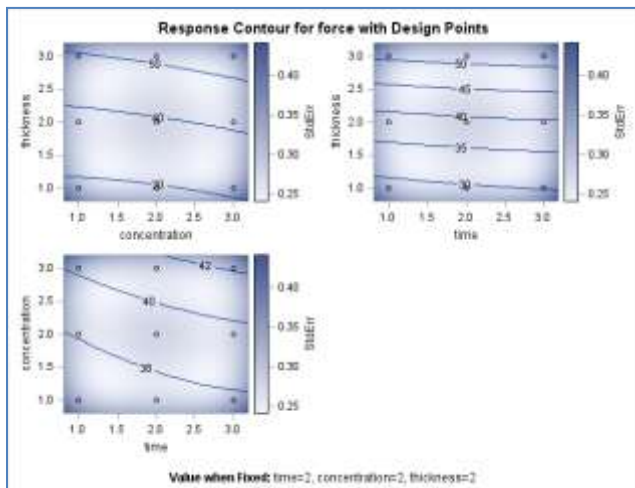 Response Contour for force with Design Points
thickness
3.0
2.5
2.0
1.5
1.0
50
40
30
1.0 1.5 2.0 2.5 3.0
concentration
0.40
0.35
0.30
0.25
StdErr
thickness
3.0
2.5
2.0
1.5
1.0
50
45
40
35
30
1.0 1.5 2.0 2.5 3.0
time
0.40
0.35
0.30
0.25
StdErr
concentration
3.0
2.5
2.0
1.5
1.0
42
40
38
1.0 1.5 2.0 2.5 3.0
time
0.40
0.35
0.30
0.25
StdErr
Value when Fixed: time=2, concentration=2, thickness=2